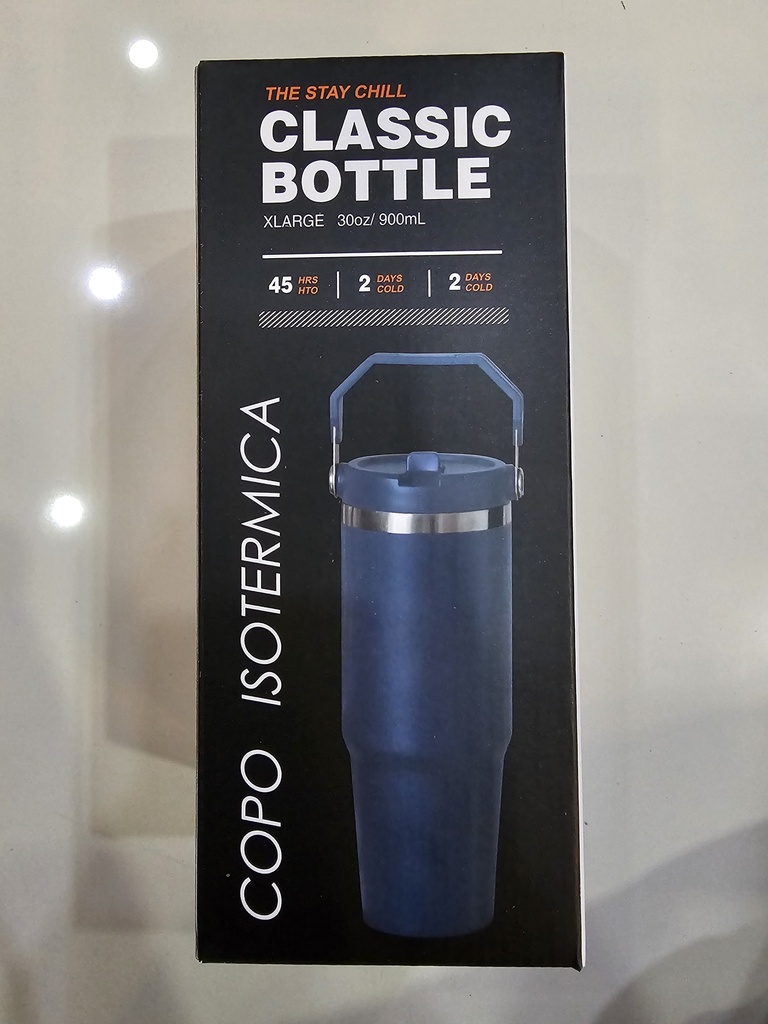 THE STAY CHILL
CLASSIC
BOTTLE
XLARGE 30oz/ 900mL
45 HRS HTO
2 DAYS COLD
2 DAYS COLD
COPO ISOTERMICA